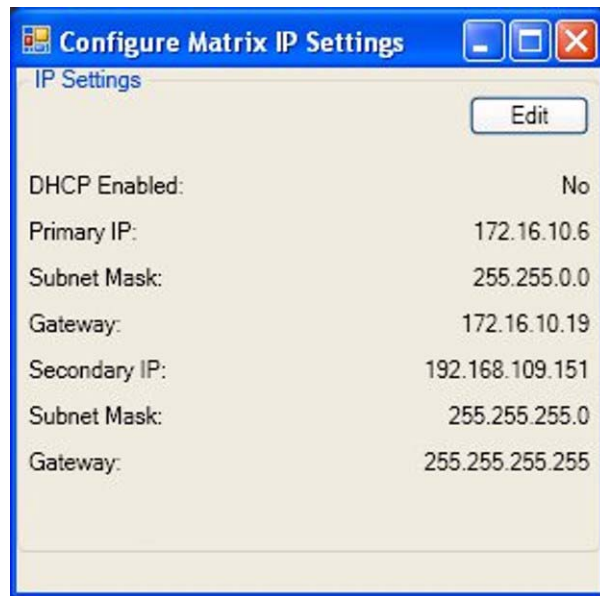 Configure Matrix IP Settings
IP Settings
Edit
DHCP Enabled: No
Primary IP: 172.16.10.6
Subnet Mask: 255.255.0.0
Gateway: 172.16.10.19
Secondary IP: 192.168.109.151
Subnet Mask: 255.255.255.0
Gateway: 255.255.255.255